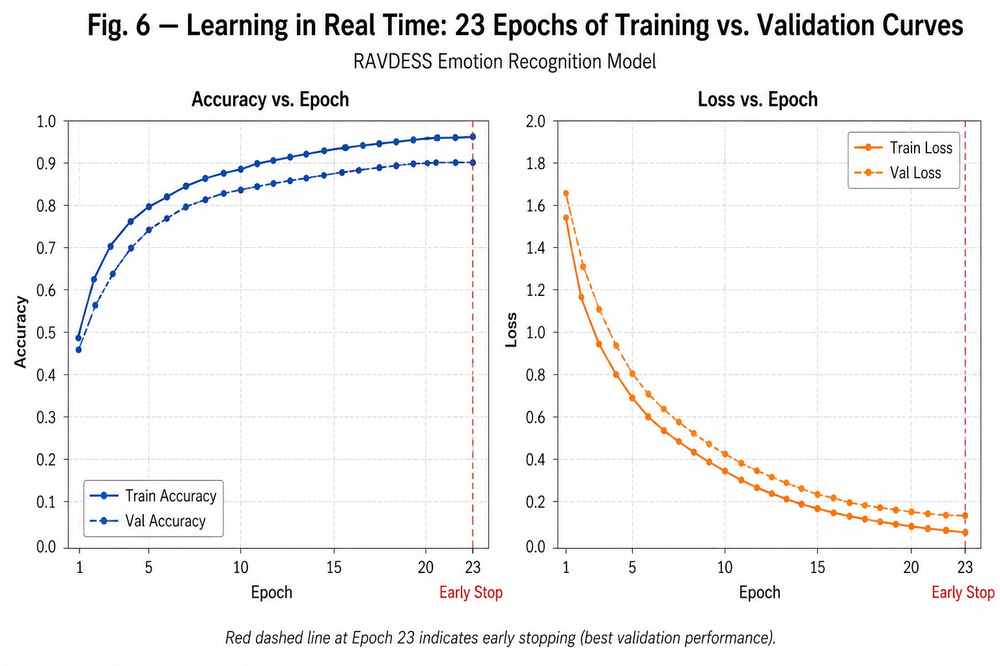 Fig. 6 — Learning in Real Time: 23 Epochs of Training vs. Validation Curves
RAVDESS Emotion Recognition Model
Accuracy vs. Epoch
1.0
0.9
0.8
0.7
0.6
0.5
0.4
0.3
0.2
0.1
0.0
Accuracy
Train Accuracy
Val Accuracy
1 5 10 15 20 23
Epoch
Early Stop
Loss vs. Epoch
2.0
1.8
1.6
1.4
1.2
1.0
0.8
0.6
0.4
0.2
0.0
Loss
Train Loss
Val Loss
1 5 10 15 20 23
Epoch
Early Stop
Red dashed line at Epoch 23 indicates early stopping (best validation performance).